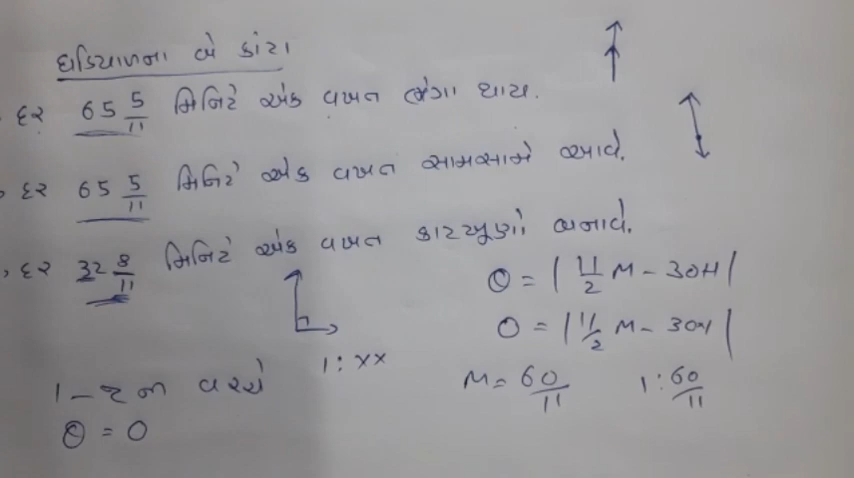 ઘડિયાળના બે કાંટા
દર 65 5/11 મિનિટે એક વખત ભેગા થાય.
દર 65 5/11 મિનિટે એક વખત સામસામે આવે.
દર 32 8/11 મિનિટે એક વખત કાટખૂણો બનાવે.
θ = | 11/2 M - 30H |
θ = | 11/2 M - 30×1 |
1 : xx
M = 60/11 1 : 60/11
1 - 2 ના વચ્ચે
θ = 0